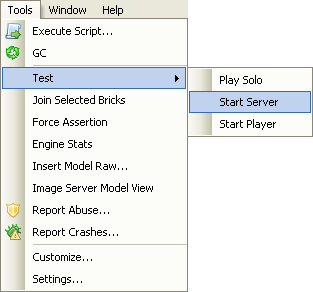 Tools Window Help
Execute Script...
GC
Test
Play Solo
Join Selected Bricks
Start Server
Force Assertion
Start Player
Engine Stats
Insert Model Raw...
Image Server Model View
Report Abuse...
Report Crashes...
Customize...
Settings...